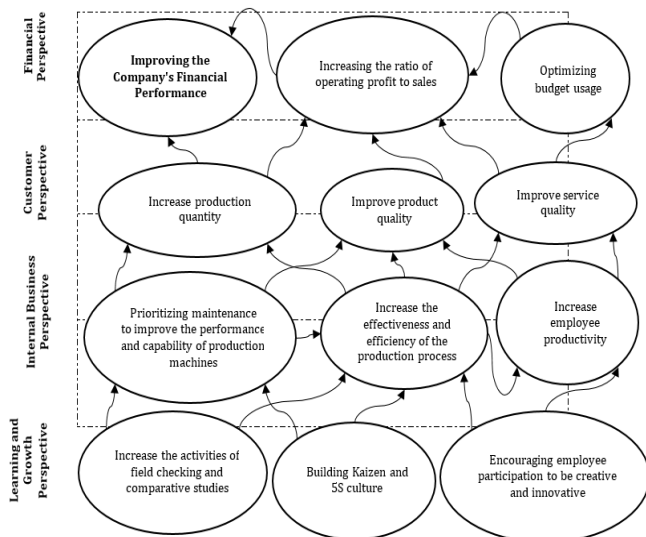 Financial
Perspective
Improving the
Company's Financial
Performance
Increasing the ratio of
operating profit to sales
Optimizing
budget usage
Customer
Perspective
Increase production
quantity
Improve product
quality
Improve service
quality
Internal Business
Perspective
Prioritizing maintenance
to improve the performance
and capability of production
machines
Increase the
effectiveness and
efficiency of the
production process
Increase
employee
productivity
Learning and
Growth
Perspective
Increase the activities of
field checking and
comparative studies
Building Kaizen and
5S culture
Encouraging employee
participation to be creative
and innovative